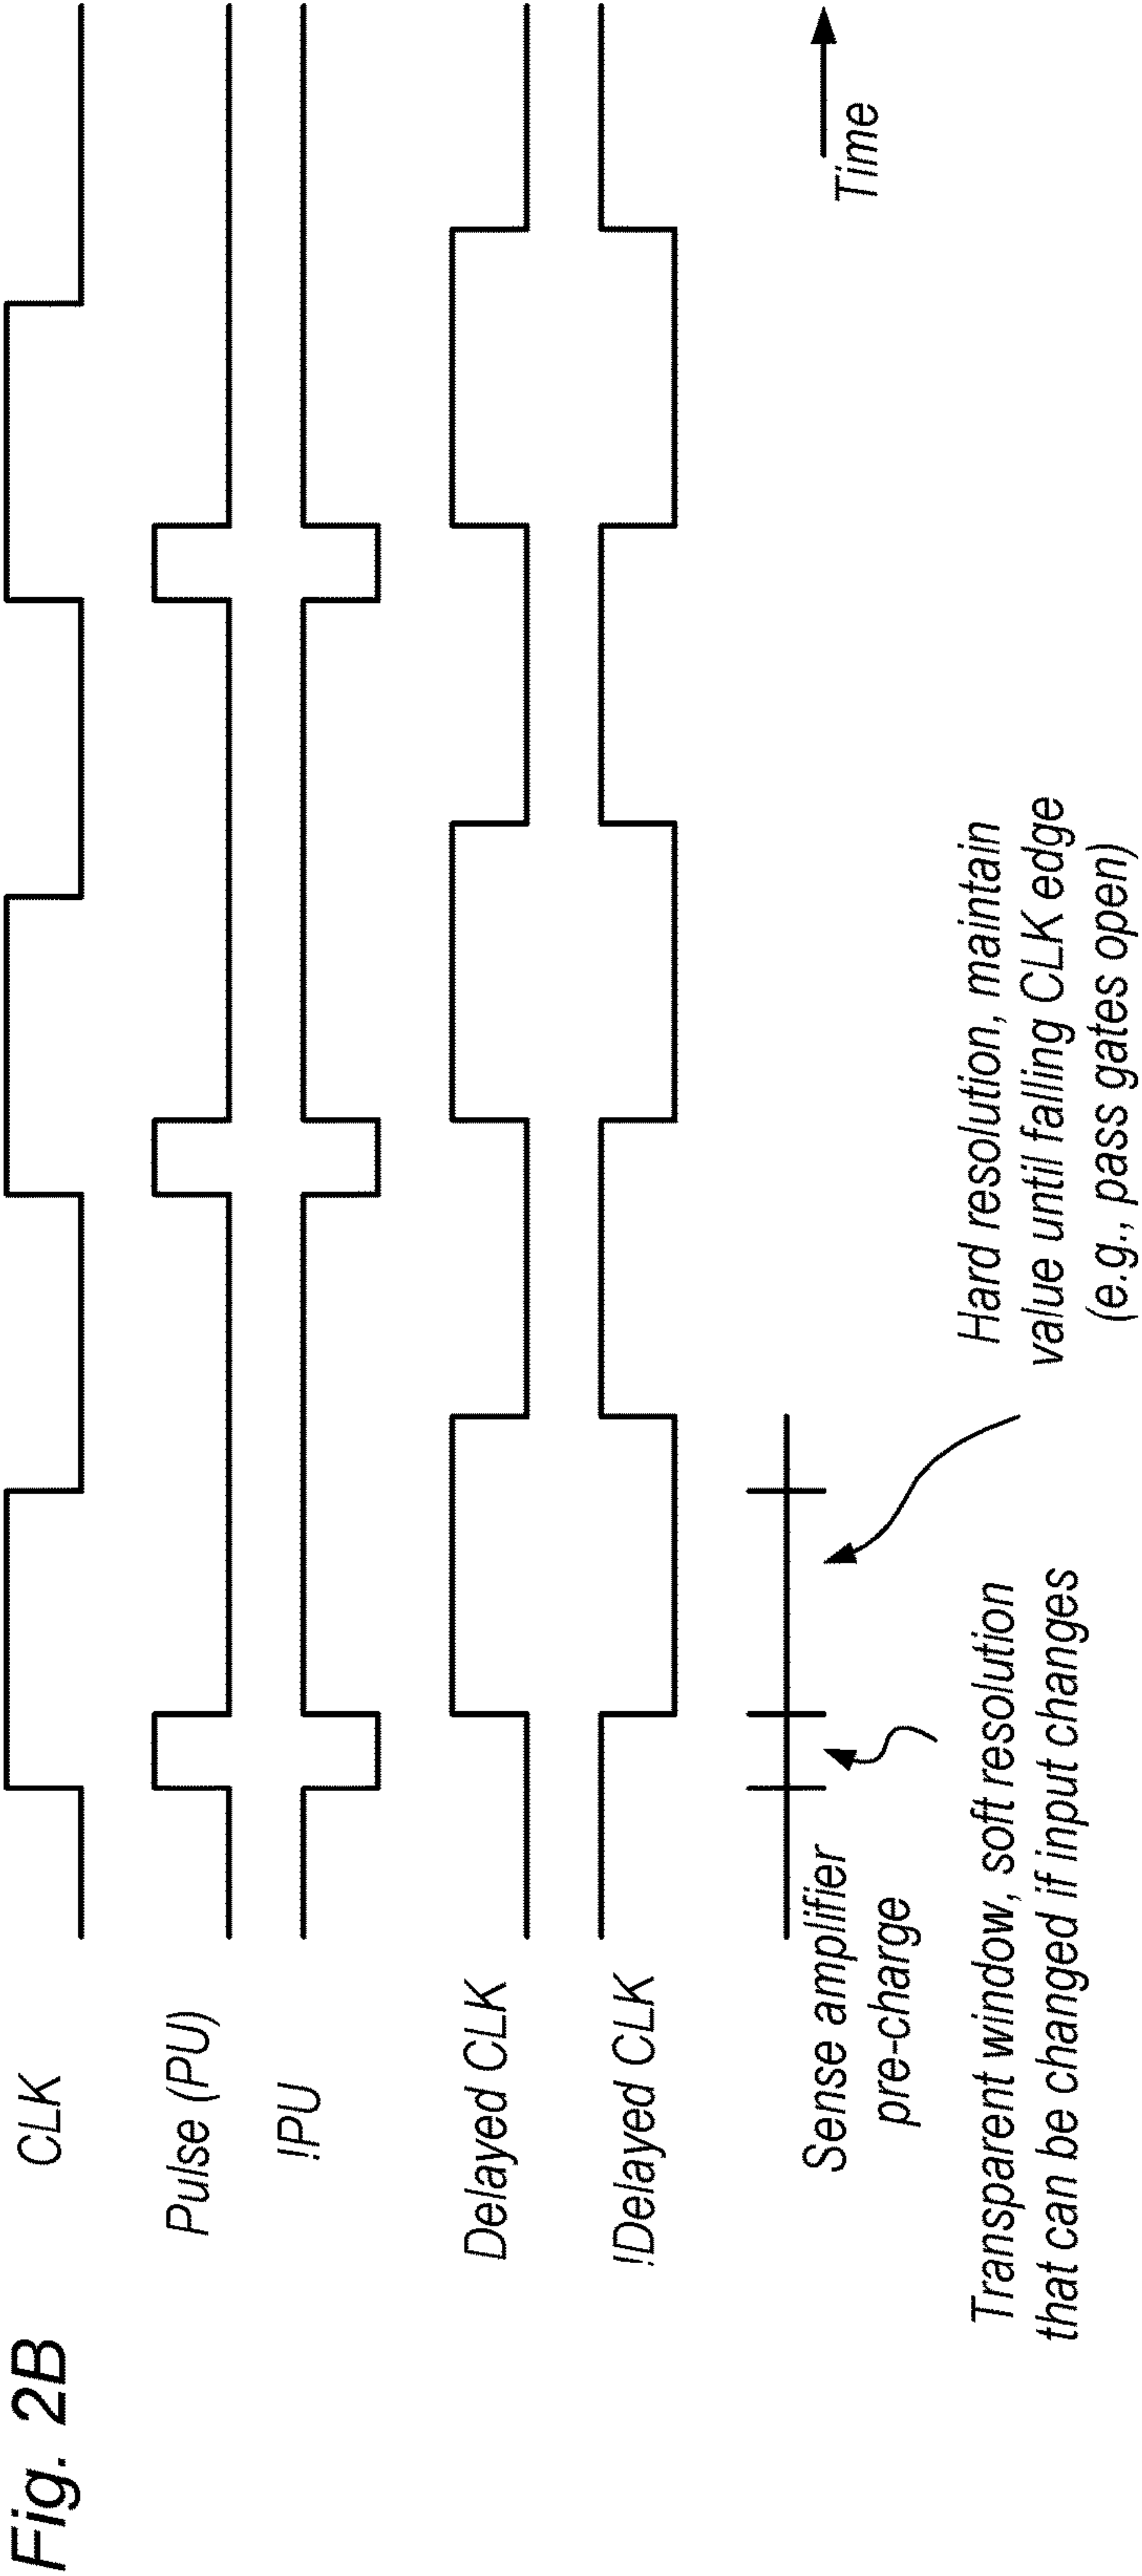 Fig. 2B
CLK
Pulse (PU)
!PU
Delayed CLK
!Delayed CLK
Time
Sense amplifier
pre-charge
Transparent window, soft resolution
that can be changed if input changes
Hard resolution, maintain
value until falling CLK edge
(e.g., pass gates open)